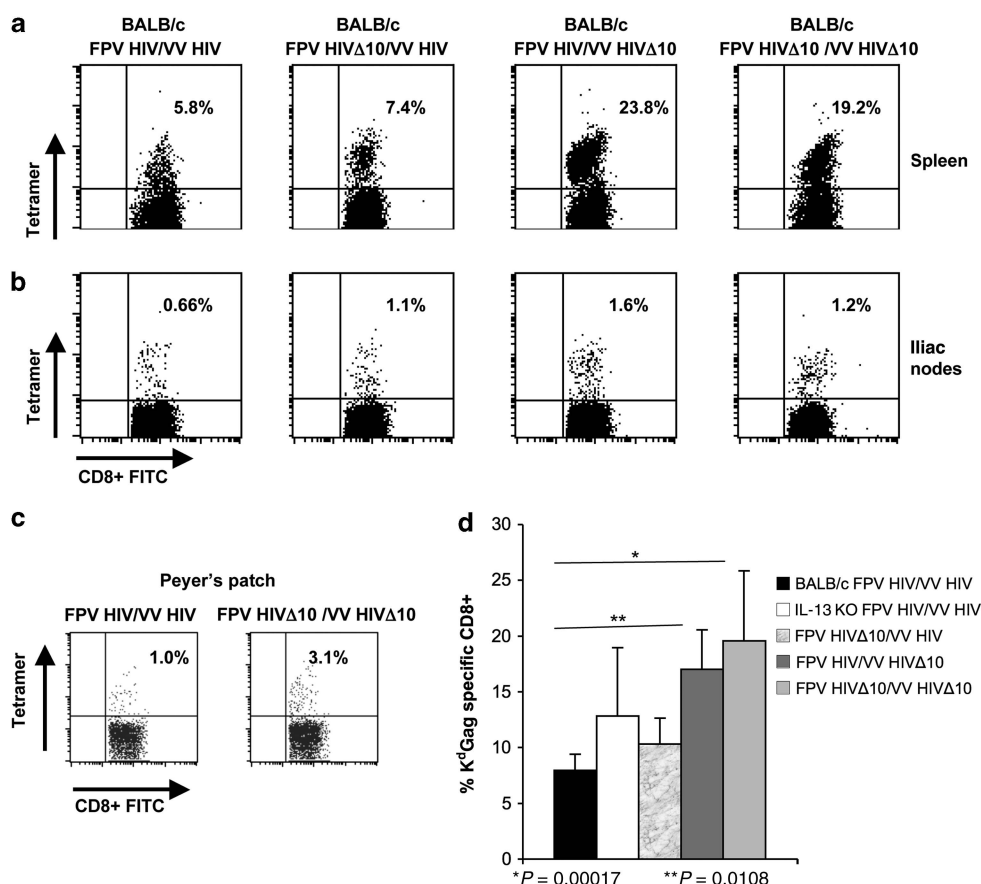 a
BALB/c
FPV HIV/VV HIV
BALB/c
FPV HIVΔ10/VV HIV
BALB/c
FPV HIV/VV HIVΔ10
BALB/c
FPV HIVΔ10 /VV HIVΔ10
5.8%
7.4%
23.8%
19.2%
Tetramer
Spleen
b
0.66%
1.1%
1.6%
1.2%
Tetramer
Iliac
nodes
CD8+ FITC
c
Peyer's patch
FPV HIV/VV HIV
FPV HIVΔ10 /VV HIVΔ10
1.0%
3.1%
Tetramer
CD8+ FITC
d
% KᵈGag specific CD8+
30
25
20
15
10
5
0
*
**
BALB/c FPV HIV/VV HIV
IL-13 KO FPV HIV/VV HIV
FPV HIVΔ10/VV HIV
FPV HIV/VV HIVΔ10
FPV HIVΔ10/VV HIVΔ10
*P = 0.00017
**P = 0.0108